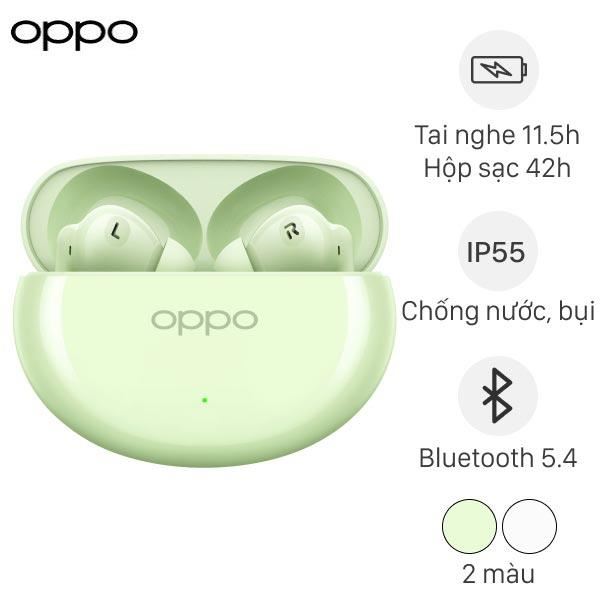 oppo
Tai nghe 11.5h
Hộp sạc 42h
L
R
IP55
Chống nước, bụi
oppo
Bluetooth 5.4
2 màu